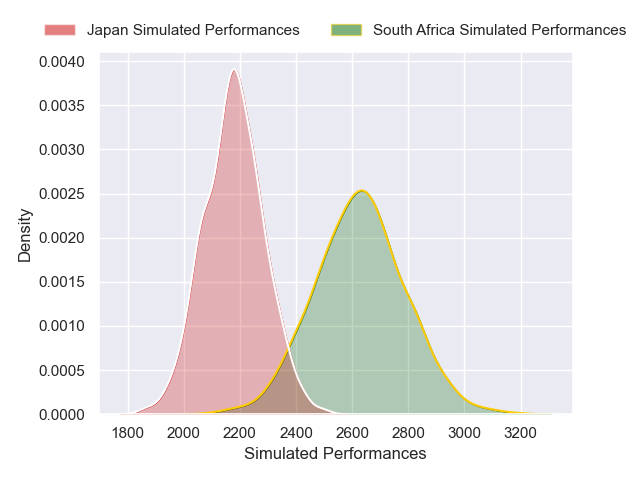 Japan Simulated Performances South Africa Simulated Performances
0.0040
0.0035
0.0030
0.0025
0.0020
0.0015
0.0010
0.0005
0.0000
Density
1800 2000 2200 2400 2600 2800 3000 3200
Simulated Performances